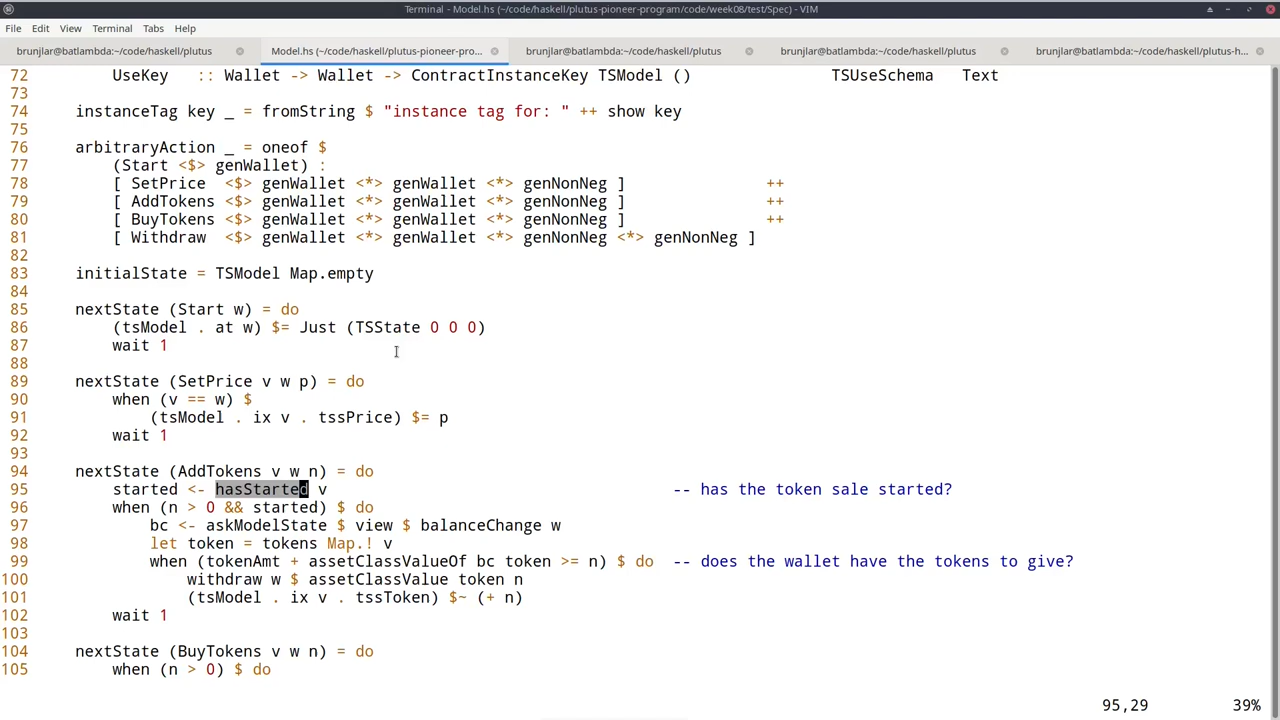 Terminal - Model.hs (~/code/haskell/plutus-pioneer-program/code/week08/test/Spec) - VIM
File Edit View Terminal Tabs Help
brunjlar@batlambda:~/code/haskell/plutus Model.hs (~/code/haskell/plutus-pioneer-pro... brunjlar@batlambda:~/code/haskell/plutus brunjlar@batlambda:~/code/haskell/plutus brunjlar@batlambda:~/code/haskell/plutus-h...
72         UseKey   :: Wallet -> Wallet -> ContractInstanceKey TSModel ()               TSUseSchema   Text
73
74     instanceTag key _ = fromString $ "instance tag for: " ++ show key
75
76     arbitraryAction _ = oneof $
77         (Start <$> genWallet) :
78         [ SetPrice  <$> genWallet <*> genWallet <*> genNonNeg ]               ++
79         [ AddTokens <$> genWallet <*> genWallet <*> genNonNeg ]               ++
80         [ BuyTokens <$> genWallet <*> genWallet <*> genNonNeg ]               ++
81         [ Withdraw  <$> genWallet <*> genWallet <*> genNonNeg <*> genNonNeg ]
82
83     initialState = TSModel Map.empty
84
85     nextState (Start w) = do
86         (tsModel . at w) $= Just (TSState 0 0 0)
87         wait 1
88
89     nextState (SetPrice v w p) = do
90         when (v == w) $
91             (tsModel . ix v . tssPrice) $= p
92         wait 1
93
94     nextState (AddTokens v w n) = do
95         started <- hasStarted v                                      -- has the token sale started?
96         when (n > 0 && started) $ do
97             bc <- askModelState $ view $ balanceChange w
98             let token = tokens Map.! v
99             when (tokenAmt + assetClassValueOf bc token >= n) $ do  -- does the wallet have the tokens to give?
100                 withdraw w $ assetClassValue token n
101                 (tsModel . ix v . tssToken) $~ (+ n)
102         wait 1
103
104     nextState (BuyTokens v w n) = do
105         when (n > 0) $ do
95,29 39%